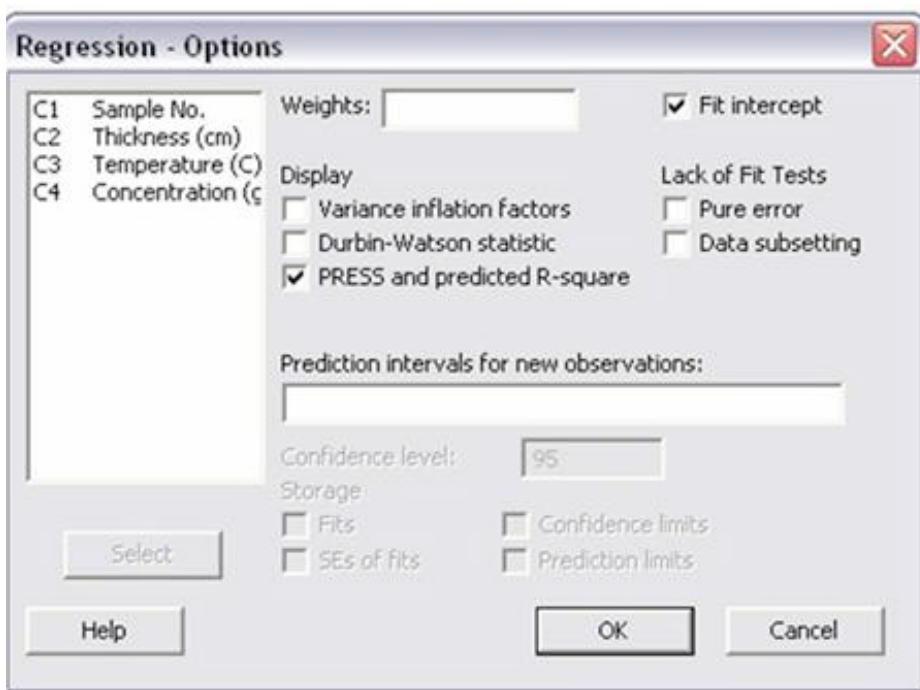 Regression - Options
C1 Sample No.
C2 Thickness (cm)
C3 Temperature (C)
C4 Concentration (g
Weights:
Fit intercept
Display
Variance inflation factors
Durbin-Watson statistic
PRESS and predicted R-square
Lack of Fit Tests
Pure error
Data subsetting
Prediction intervals for new observations:
Confidence level: 95
Storage
Fits
Confidence limits
SEs of fits
Prediction limits
Select
Help
OK
Cancel